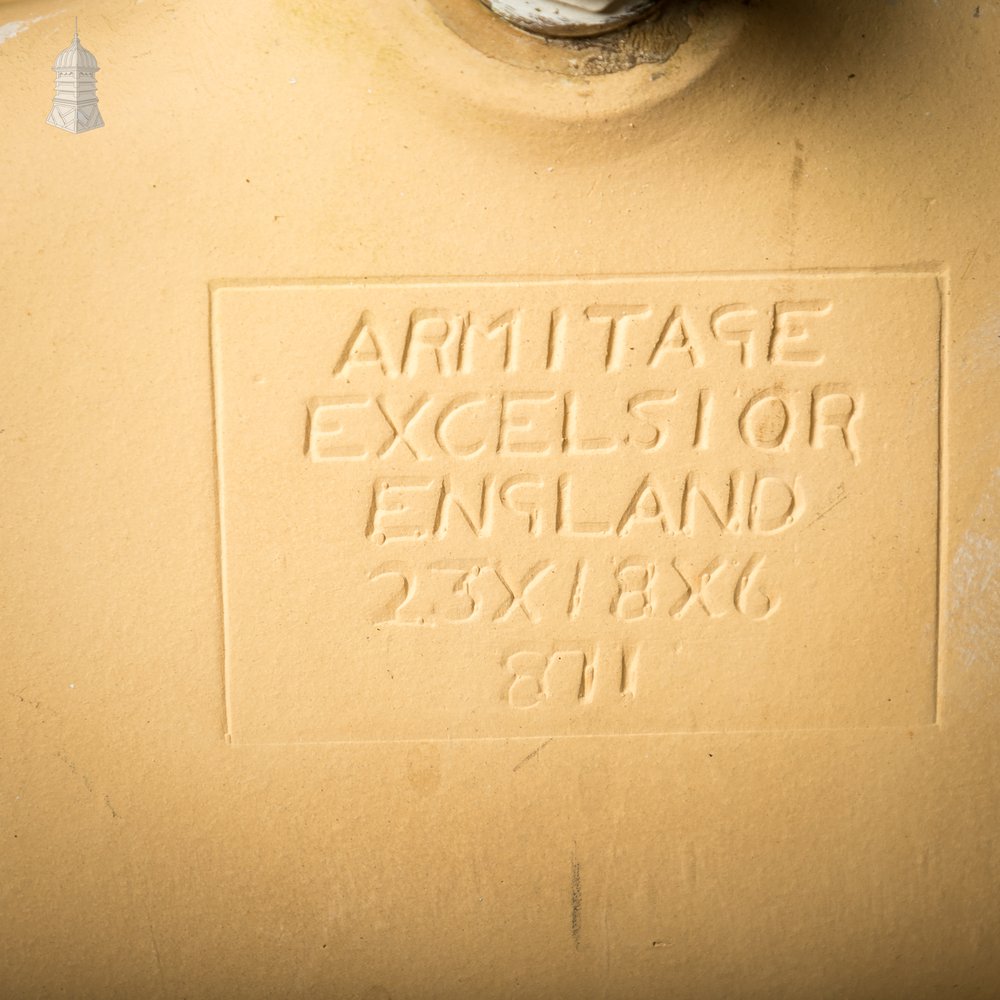 ARMITAGE
EXCELSIOR
ENGLAND
23X18X6
871